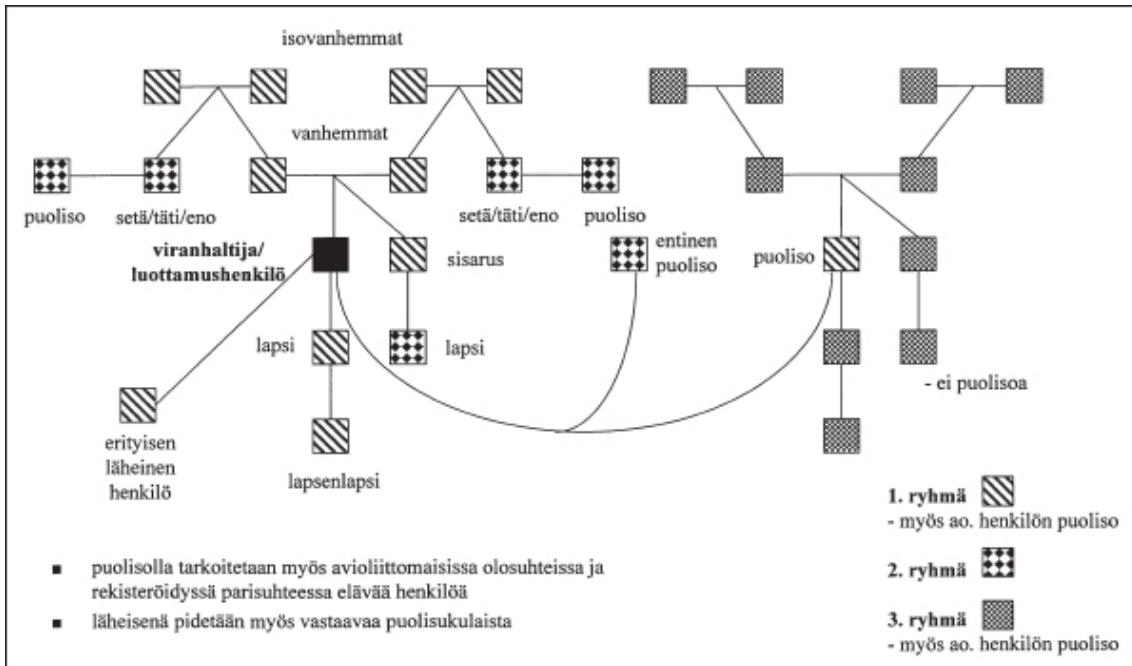 isovanhemmat
vanhemmat
puoliso
setä/täti/eno
setä/täti/eno
puoliso
viranhaltija/
luottamushenkilö
sisarus
entinen
puoliso
puoliso
lapsi
lapsi
- ei puolisoa
erityisen
läheinen
henkilö
lapsenlapsi
1. ryhmä
- myös ao. henkilön puoliso
2. ryhmä
3. ryhmä
- myös ao. henkilön puoliso
■ puolisolla tarkoitetaan myös avioliittomaisissa olosuhteissa ja
rekisteröidyssä parisuhteessa elävää henkilöä
■ läheisenä pidetään myös vastaavaa puolisukulaista